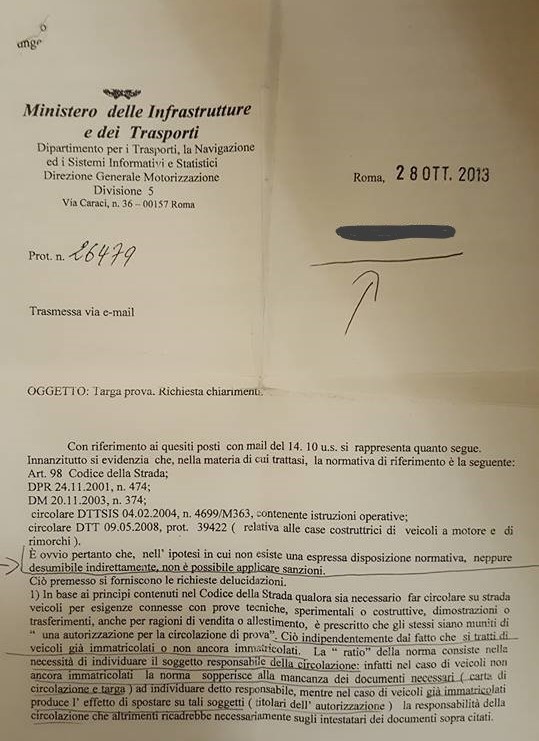 o
unge
Ministero delle Infrastrutture
e dei Trasporti
Dipartimento per i Trasporti, la Navigazione
ed i Sistemi Informativi e Statistici
Direzione Generale Motorizzazione
Divisione 5
Via Caraci, n. 36 – 00157 Roma
Roma, 28 OTT. 2013
Prot. n. 26479
Trasmessa via e-mail
OGGETTO: Targa prova. Richiesta chiarimenti.
Con riferimento ai quesiti posti con mail del 14. 10 u.s. si rappresenta quanto segue.
Innanzitutto si evidenzia che, nella materia di cui trattasi, la normativa di riferimento è la seguente:
Art. 98 Codice della Strada;
DPR 24.11.2001, n. 474;
DM 20.11.2003, n. 374;
circolare DTTSIS 04.02.2004, n. 4699/M363, contenente istruzioni operative;
circolare DTT 09.05.2008, prot. 39422 ( relativa alle case costruttrici di veicoli a motore e di
rimorchi ).
È ovvio pertanto che, nell' ipotesi in cui non esiste una espressa disposizione normativa, neppure
desumibile indirettamente, non è possibile applicare sanzioni.
Ciò premesso si forniscono le richieste delucidazioni.
1) In base ai principi contenuti nel Codice della Strada qualora sia necessario far circolare su strada
veicoli per esigenze connesse con prove tecniche, sperimentali o costruttive, dimostrazioni o
trasferimenti, anche per ragioni di vendita o allestimento, è prescritto che gli stessi siano muniti di
“ una autorizzazione per la circolazione di prova”. Ciò indipendentemente dal fatto che si tratti di
veicoli già immatricolati o non ancora immatricolati. La “ ratio” della norma consiste nella
necessità di individuare il soggetto responsabile della circolazione: infatti nel caso di veicoli non
ancora immatricolati la norma sopperisce alla mancanza dei documenti necessari ( carta di
circolazione e targa ) ad individuare detto responsabile, mentre nel caso di veicoli già immatricolati
produce l' effetto di spostare su tali soggetti ( titolari dell' autorizzazione ) la responsabilità della
circolazione che altrimenti ricadrebbe necessariamente sugli intestatari dei documenti sopra citati.